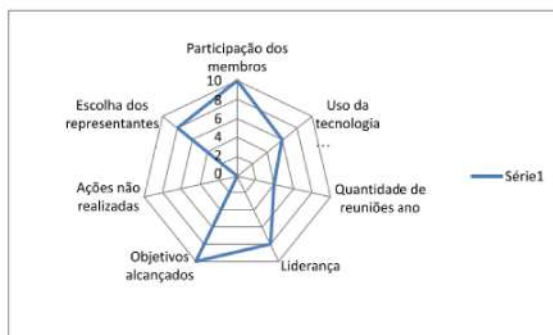 Participação dos
membros
10
8
6
4
2
0
Escolha dos
representantes
Uso da
tecnologia
...
Ações não
realizadas
Quantidade de
reuniões ano
Série1
Objetivos
alcançados
Liderança